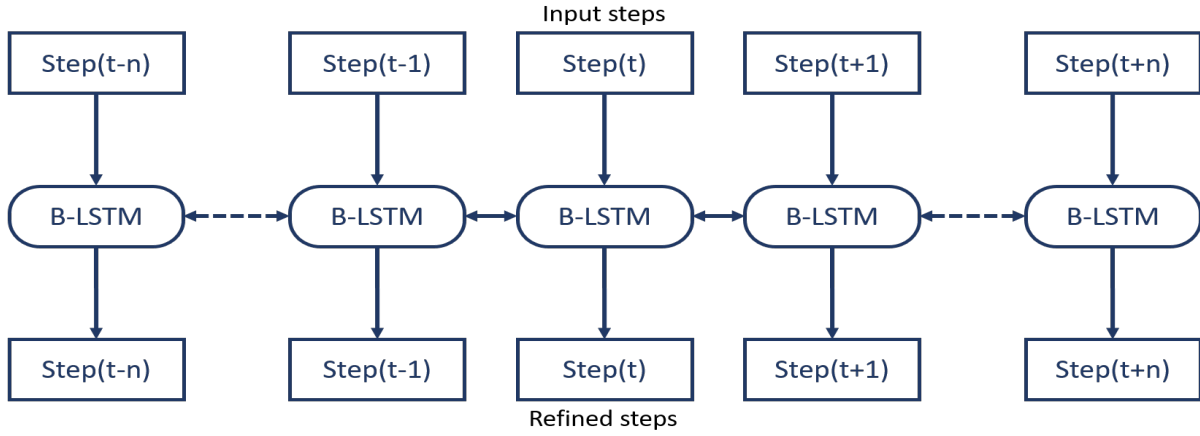 Input steps
Step(t-n) Step(t-1) Step(t) Step(t+1) Step(t+n)
B-LSTM B-LSTM B-LSTM B-LSTM B-LSTM
Step(t-n) Step(t-1) Step(t) Step(t+1) Step(t+n)
Refined steps